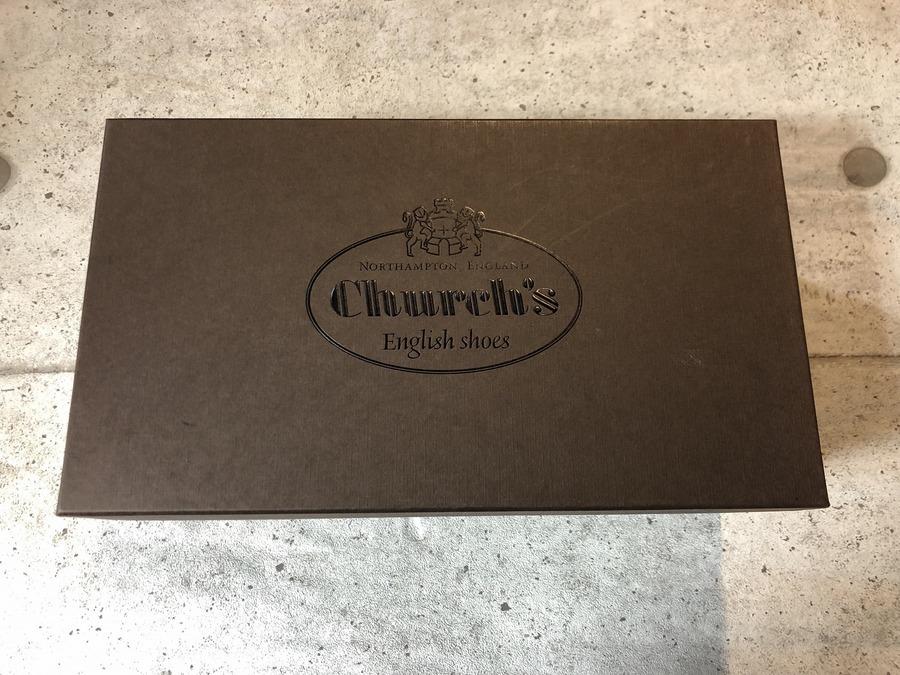 NORTHAMPTON, ENGLAND
Church's
English shoes